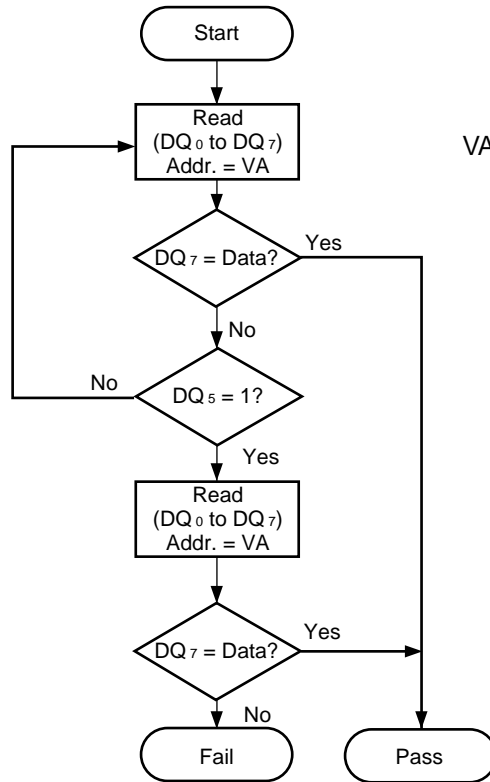 Start
Read
(DQ0 to DQ7)
Addr. = VA
VA
DQ7 = Data?
Yes
No
DQ5 = 1?
No
Yes
Read
(DQ0 to DQ7)
Addr. = VA
DQ7 = Data?
Yes
No
Fail
Pass